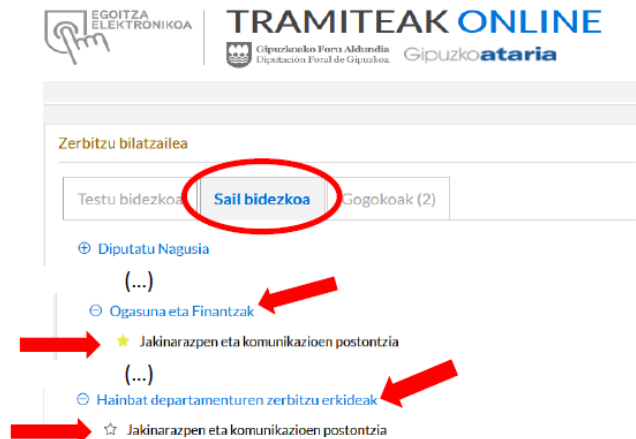 EGOITZA
ELEKTRONIKOA
TRAMITEAK ONLINE
Gipuzkoako Foru Aldundia
Diputación Foral de Gipuzkoa
Gipuzkoataria
Zerbitzu bilatzailea
Testu bidezkoa Sail bidezkoa Gogokoak (2)
Diputatu Nagusia
(...)
Ogasuna eta Finantzak
Jakinarazpen eta komunikazioen postontzia
(...)
Hainbat departamenturen zerbitzu erkideak
Jakinarazpen eta komunikazioen postontzia